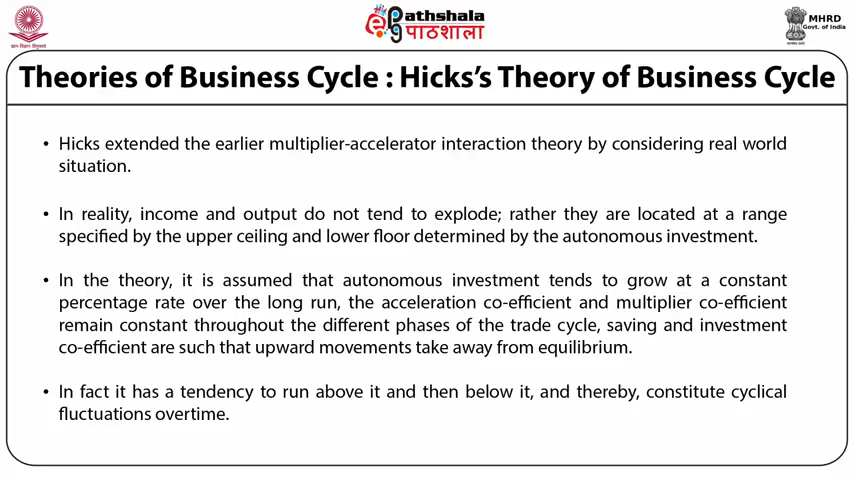 ePathshala
पाठशाला
MHRD
Govt. of India
Theories of Business Cycle : Hicks's Theory of Business Cycle
• Hicks extended the earlier multiplier-accelerator interaction theory by considering real world
situation.
• In reality, income and output do not tend to explode; rather they are located at a range
specified by the upper ceiling and lower floor determined by the autonomous investment.
• In the theory, it is assumed that autonomous investment tends to grow at a constant
percentage rate over the long run, the acceleration co-efficient and multiplier co-efficient
remain constant throughout the different phases of the trade cycle, saving and investment
co-efficient are such that upward movements take away from equilibrium.
• In fact it has a tendency to run above it and then below it, and thereby, constitute cyclical
fluctuations overtime.